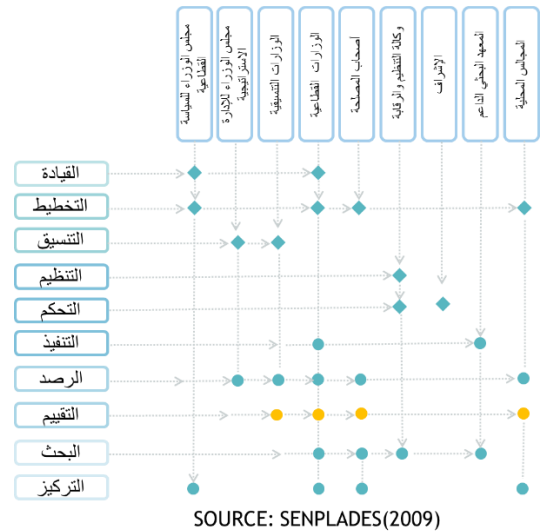 مجلس الوزراء للسياسة
القطاعية
مجلس الوزراء للإدارة
الاستراتيجية
الوزارات التنسيقية
الوزارات القطاعية
اصحاب المصلحة
وكالة التنظيم والرقابة
الإشراف
المعهد البحثي الداعم
المجالس المحلية
القيادة
التخطيط
التنسيق
التنظيم
التحكم
التنفيذ
الرصد
التقييم
البحث
التركيز
SOURCE: SENPLADES(2009)